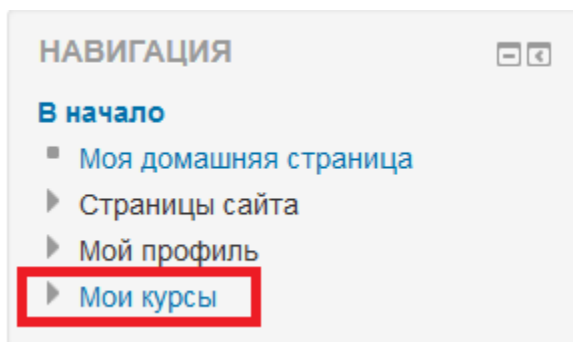 НАВИГАЦИЯ
В начало
Моя домашняя страница
Страницы сайта
Мой профиль
Мои курсы